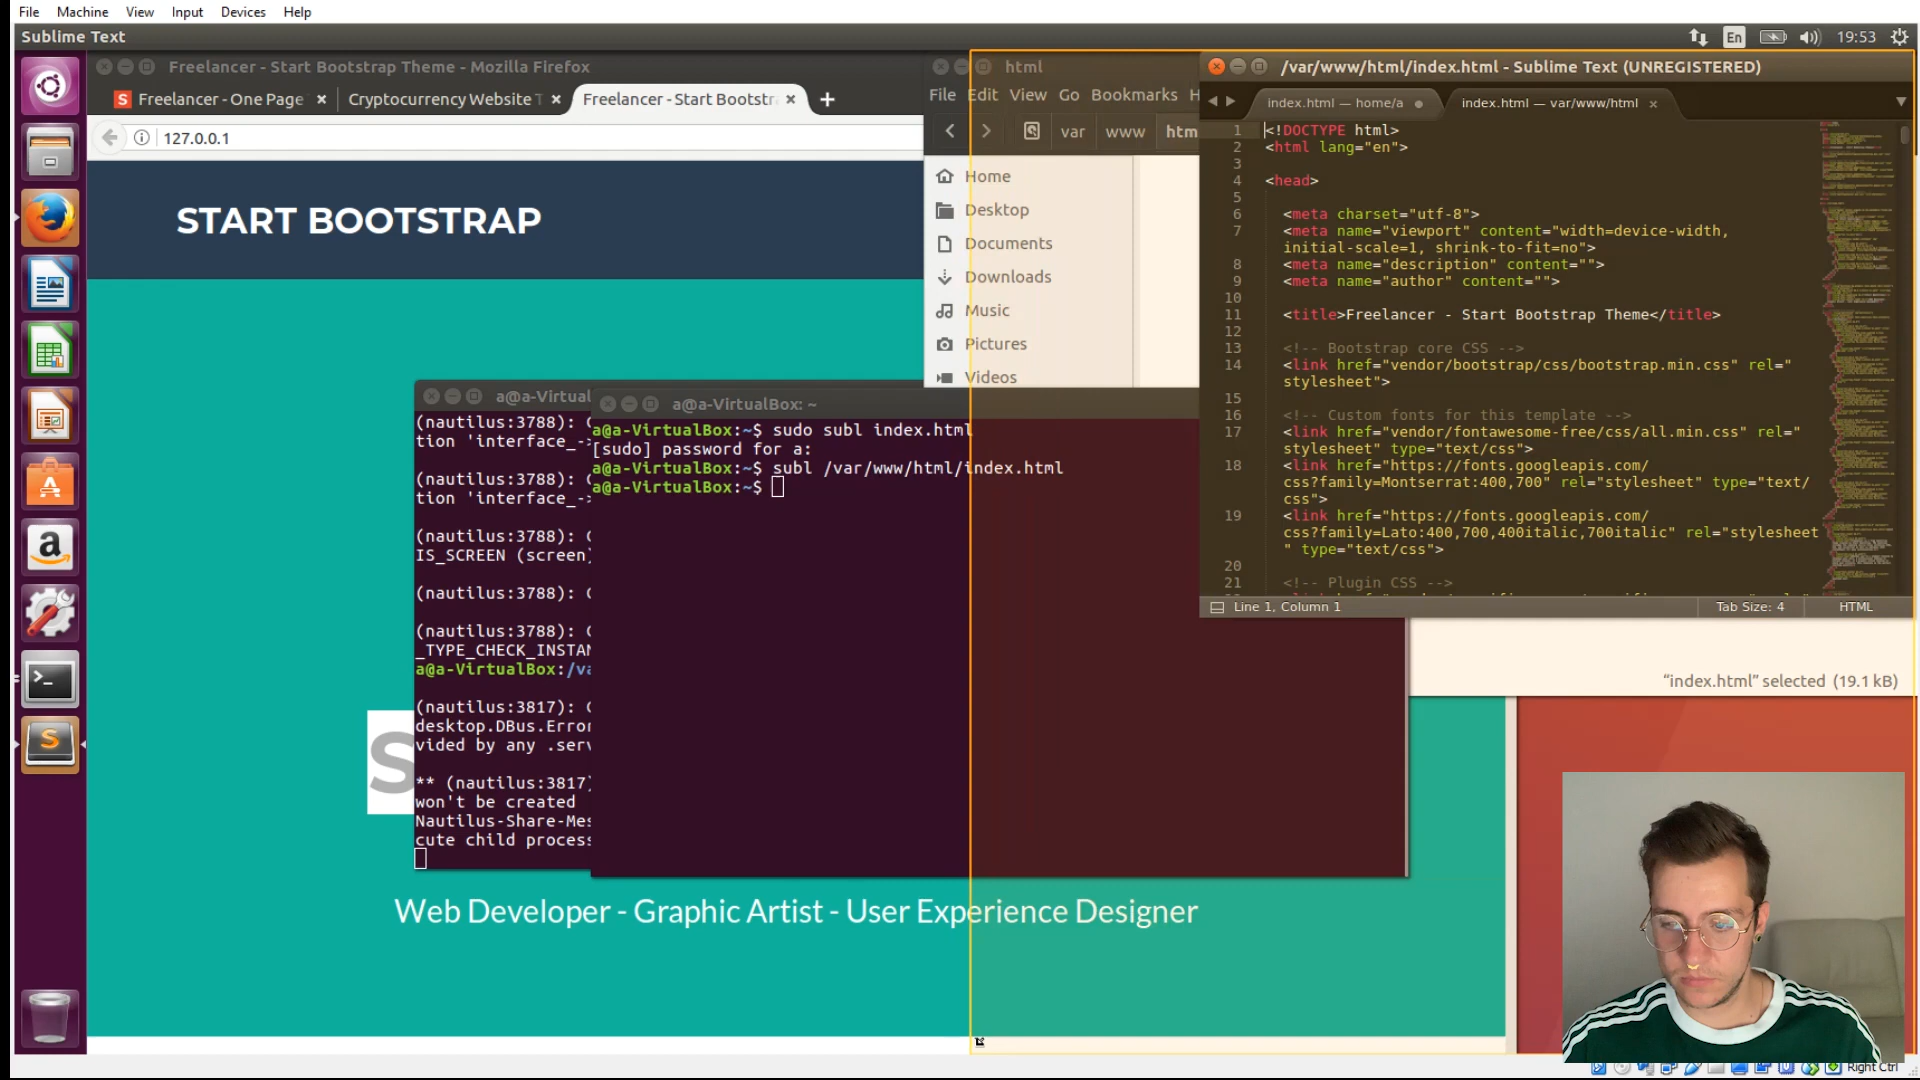 File Machine View Input Devices Help
Sublime Text
En
19:53
Freelancer - Start Bootstrap Theme - Mozilla Firefox
Freelancer - One Page
Cryptocurrency Website T
Freelancer - Start Bootstr
127.0.0.1
START BOOTSTRAP
html
File Edit View Go Bookmarks H
var www htm
Home
Desktop
Documents
Downloads
Music
Pictures
Videos
/var/www/html/index.html - Sublime Text (UNREGISTERED)
index.html — home/a
index.html — var/www/html
1 <!DOCTYPE html>
2 <html lang="en">
3
4 <head>
5
6 <meta charset="utf-8">
7 <meta name="viewport" content="width=device-width,
initial-scale=1, shrink-to-fit=no">
8 <meta name="description" content="">
9 <meta name="author" content="">
10
11 <title>Freelancer - Start Bootstrap Theme</title>
12
13 <!-- Bootstrap core CSS -->
14 <link href="vendor/bootstrap/css/bootstrap.min.css" rel="
stylesheet">
15
16 <!-- Custom fonts for this template -->
17 <link href="vendor/fontawesome-free/css/all.min.css" rel="
stylesheet" type="text/css">
18 <link href="https://fonts.googleapis.com/
css?family=Montserrat:400,700" rel="stylesheet" type="text/
css">
19 <link href="https://fonts.googleapis.com/
css?family=Lato:400,700,400italic,700italic" rel="stylesheet
" type="text/css">
20
21 <!-- Plugin CSS -->
Line 1, Column 1
Tab Size: 4
HTML
a@a-Virtual
(nautilus:3788):
tion 'interface_
(nautilus:3788):
tion 'interface_
(nautilus:3788):
IS_SCREEN (screen)
(nautilus:3788):
(nautilus:3788):
_TYPE_CHECK_INSTAN
a@a-VirtualBox:/va
(nautilus:3817):
desktop.DBus.Error
vided by any .serv
** (nautilus:3817)
won't be created
Nautilus-Share-Mes
cute child process
a@a-VirtualBox: ~
a@a-VirtualBox:~$ sudo subl index.html
[sudo] password for a:
a@a-VirtualBox:~$ subl /var/www/html/index.html
a@a-VirtualBox:~$
"index.html" selected (19.1 kB)
S
Web Developer - Graphic Artist - User Experience Designer
Right Ctrl